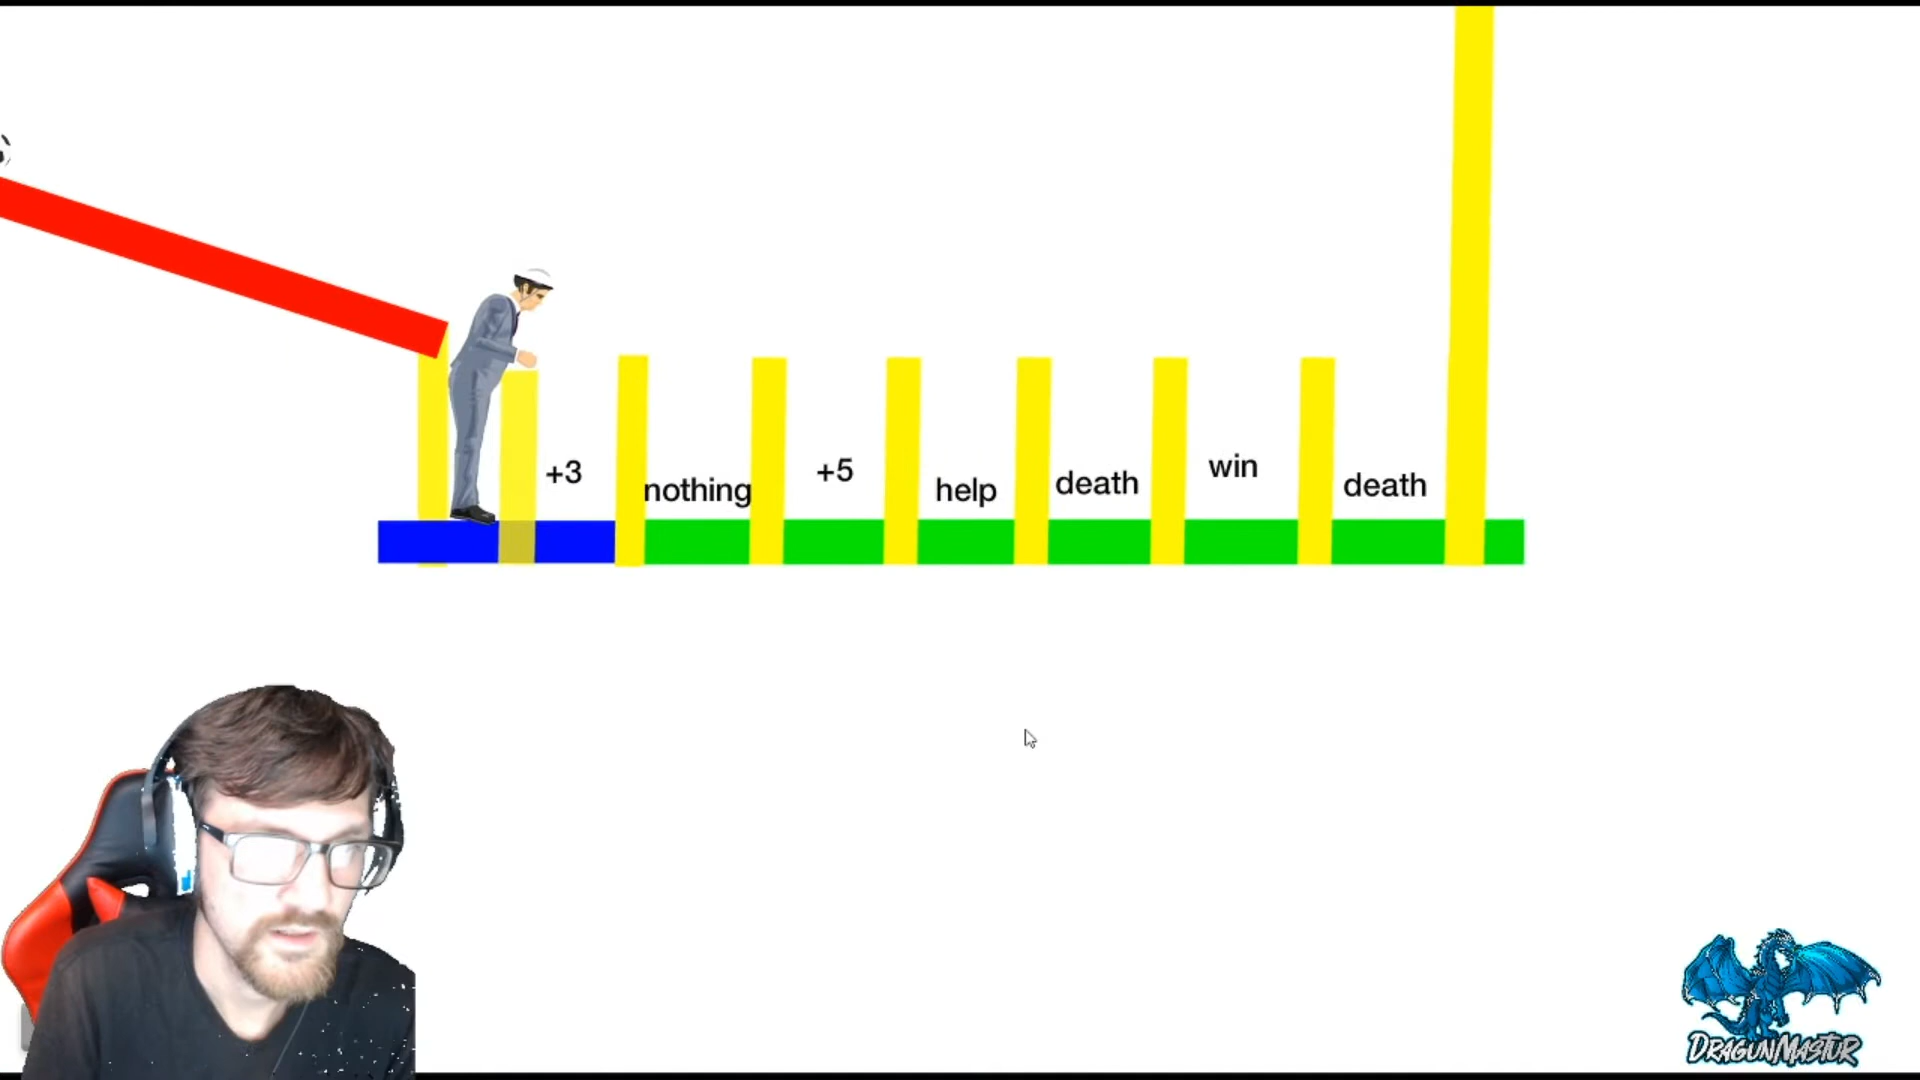 +3
nothing
+5
help
death
win
death
DRAGUNMASTUR